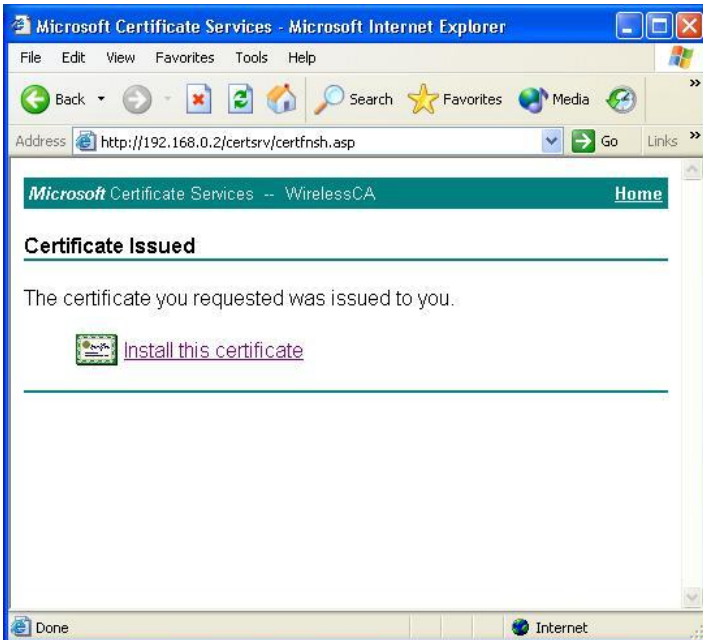 Microsoft Certificate Services - Microsoft Internet Explorer
File Edit View Favorites Tools Help
Back Search Favorites Media »
Address http://192.168.0.2/certsrv/certfnsh.asp Go Links »
Microsoft Certificate Services -- WirelessCA Home
Certificate Issued
The certificate you requested was issued to you.
Install this certificate
Done Internet